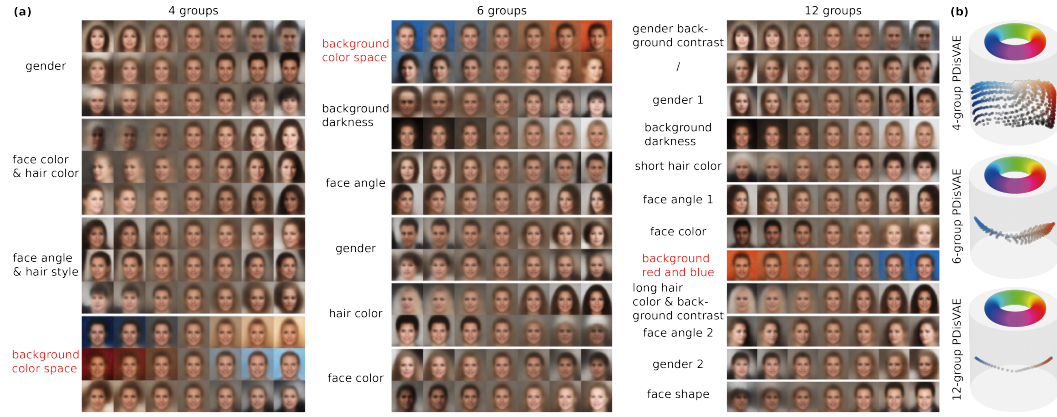 (a)
4 groups
gender
face color
& hair color
face angle
& hair style
background
color space
6 groups
background
color space
background
darkness
face angle
gender
hair color
face color
12 groups
gender back-
ground contrast
/
gender 1
background
darkness
short hair color
face angle 1
face color
background
red and blue
long hair
color & back-
ground contrast
face angle 2
gender 2
face shape
(b)
4-group PDisVAE
6-group PDisVAE
12-group PDisVAE